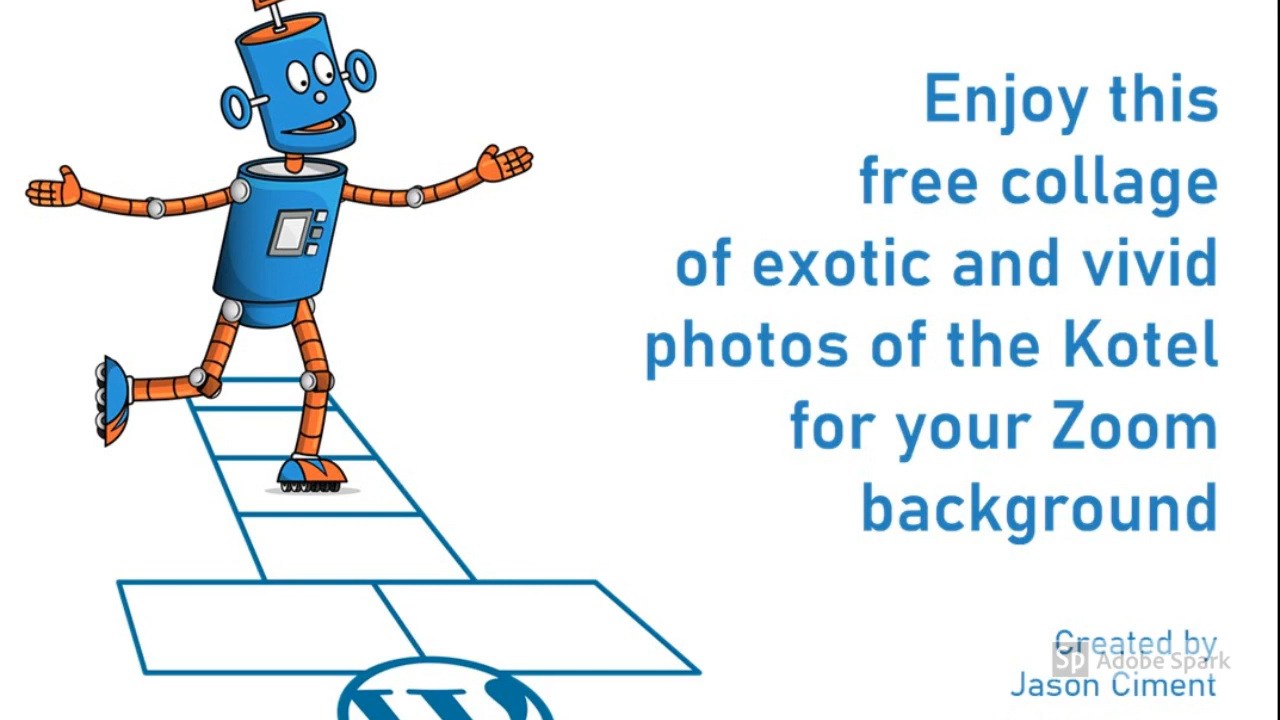 Enjoy this
free collage
of exotic and vivid
photos of the Kotel
for your Zoom
background
Created by
Sp Adobe Spark
Jason Ciment
W